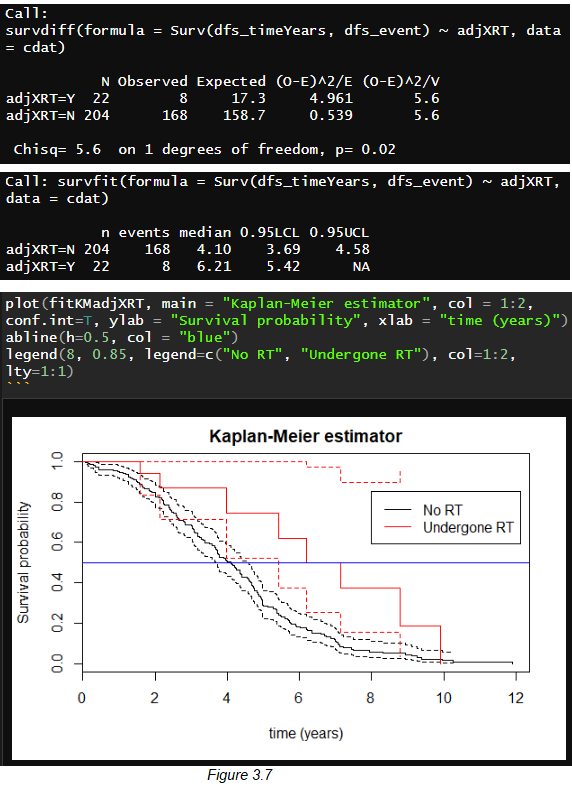 Call:
survdiff(formula = Surv(dfs_timeYears, dfs_event) ~ adjXRT, data
= cdat)
N Observed Expected (O-E)^2/E (O-E)^2/V
adjXRT=Y 22 8 17.3 4.961 5.6
adjXRT=N 204 168 158.7 0.539 5.6
Chisq= 5.6 on 1 degrees of freedom, p= 0.02
Call: survfit(formula = Surv(dfs_timeYears, dfs_event) ~ adjXRT,
data = cdat)
n events median 0.95LCL 0.95UCL
adjXRT=N 204 168 4.10 3.69 4.58
adjXRT=Y 22 8 6.21 5.42 NA
plot(fitKMadjXRT, main = "Kaplan-Meier estimator", col = 1:2,
conf.int=T, ylab = "Survival probability", xlab = "time (years)")
abline(h=0.5, col = "blue")
legend(8, 0.85, legend=c("No RT", "Undergone RT"), col=1:2,
lty=1:1)
```
Kaplan-Meier estimator
Survival probability
1.0
0.8
0.6
0.4
0.2
0.0
No RT
Undergone RT
0 2 4 6 8 10 12
time (years)
Figure 3.7